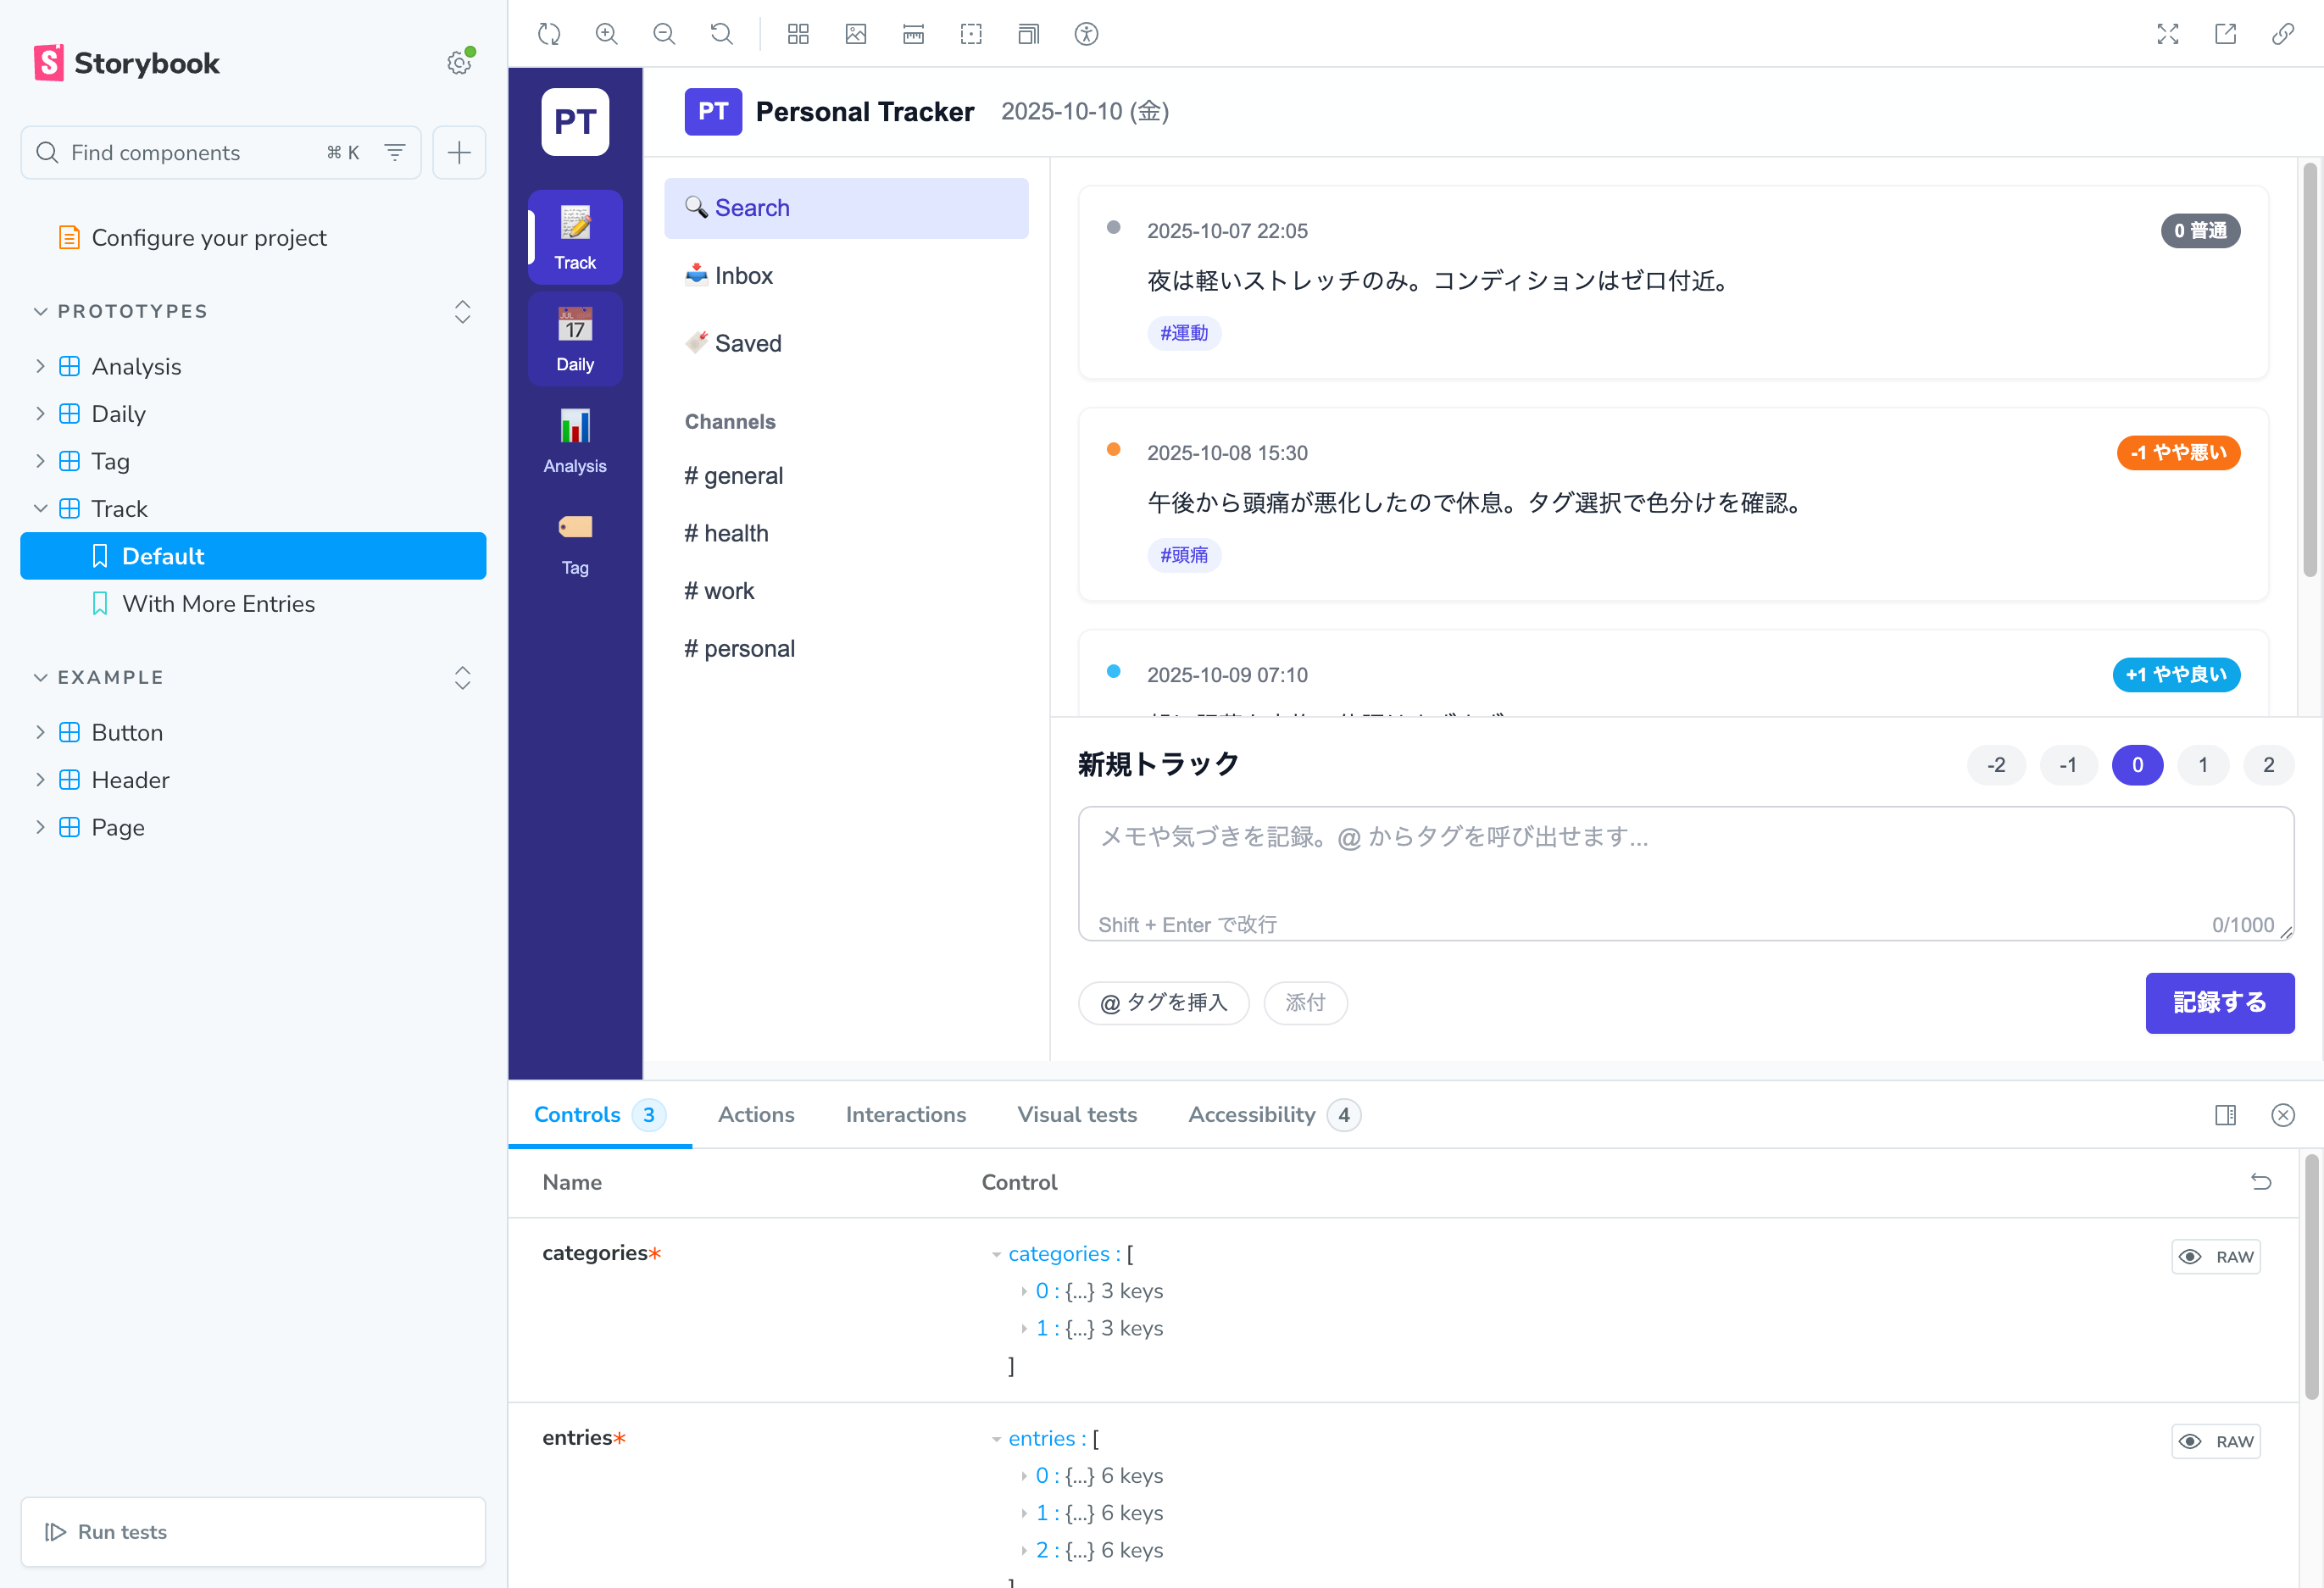 Storybook
Find components
⌘ K
Configure your project
PROTOTYPES
Analysis
Daily
Tag
Track
Default
With More Entries
EXAMPLE
Button
Header
Page
Run tests
PT
Track
JUL
17
Daily
Analysis
Tag
PT
Personal Tracker
2025-10-10 (金)
Search
Inbox
Saved
Channels
# general
# health
# work
# personal
2025-10-07 22:05
0 普通
夜は軽いストレッチのみ。コンディションはゼロ付近。
#運動
2025-10-08 15:30
-1 やや悪い
午後から頭痛が悪化したので休息。タグ選択で色分けを確認。
#頭痛
2025-10-09 07:10
+1 やや良い
新規トラック
-2
-1
0
1
2
メモや気づきを記録。@ からタグを呼び出せます...
Shift + Enter で改行
0/1000
@ タグを挿入
添付
記録する
Controls 3
Actions
Interactions
Visual tests
Accessibility 4
Name
Control
categories*
categories : [
0 : {...} 3 keys
1 : {...} 3 keys
]
RAW
entries*
entries : [
0 : {...} 6 keys
1 : {...} 6 keys
2 : {...} 6 keys
]
RAW